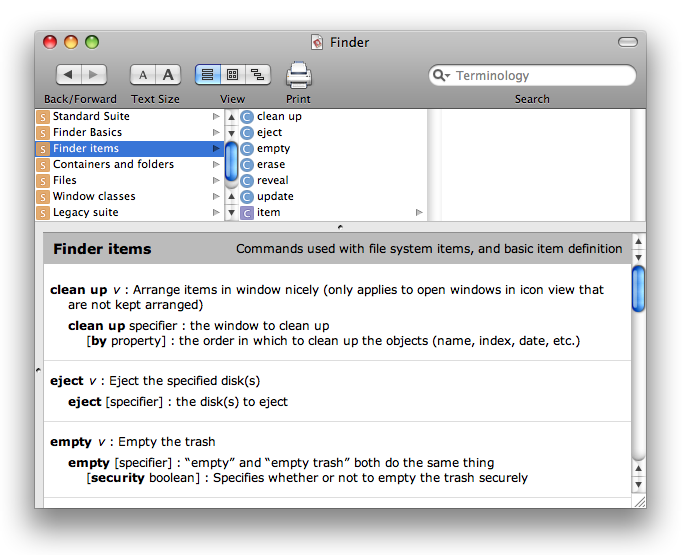 Finder
A A
Terminology
Back/Forward Text Size View Print Search
S Standard Suite
S Finder Basics
S Finder items
S Containers and folders
S Files
S Window classes
S Legacy suite
C clean up
C eject
C empty
C erase
C reveal
C update
C item
Finder items Commands used with file system items, and basic item definition
clean up v : Arrange items in window nicely (only applies to open windows in icon view that
are not kept arranged)
clean up specifier : the window to clean up
[by property] : the order in which to clean up the objects (name, index, date, etc.)
eject v : Eject the specified disk(s)
eject [specifier] : the disk(s) to eject
empty v : Empty the trash
empty [specifier] : “empty” and “empty trash” both do the same thing
[security boolean] : Specifies whether or not to empty the trash securely